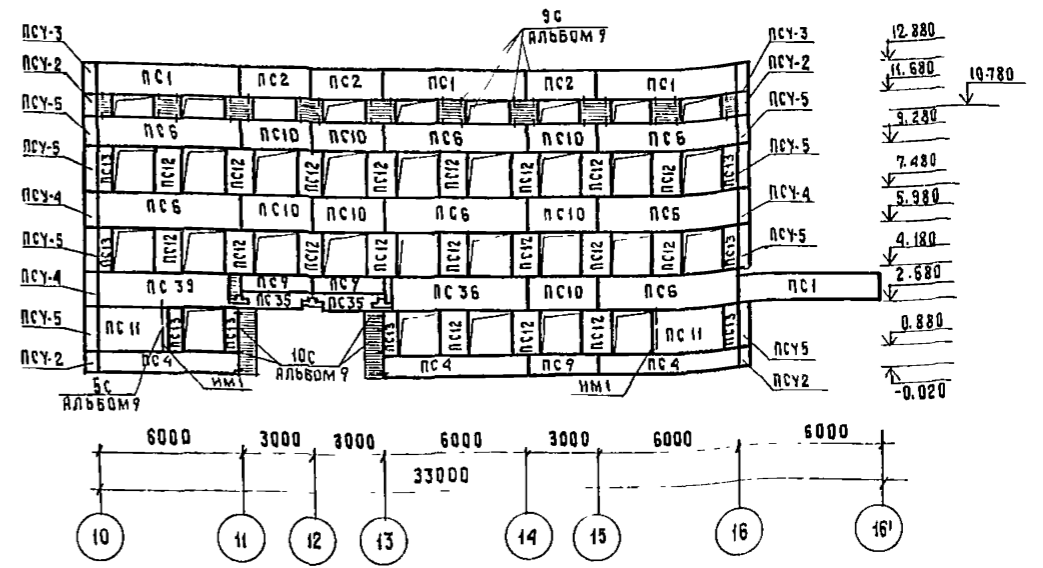 9С
АЛЬБОМ 9
ПСУ-3
ПСУ-2
ПСУ-5
ПСУ-5
ПСУ-4
ПСУ-5
ПСУ-4
ПСУ-5
ПСУ-2
ПС1 ПС2 ПС2 ПС1 ПС2 ПС1
ПС6 ПС10 ПС10 ПС6 ПС10 ПС6
ПС13 ПС12 ПС12 ПС12 ПС12 ПС12 ПС12 ПС12 ПС12 ПС13
ПС6 ПС10 ПС10 ПС6 ПС10 ПС6
ПС13 ПС12 ПС12 ПС12 ПС12 ПС12 ПС12 ПС12 ПС12 ПС13
ПС39 ПС9 ПС9 ПС36 ПС10 ПС6 ПС1
ПС35 ПС35
ПС11 ПС13 ПС13 ПС13 ПС12 ПС12 ПС12 ПС11 ПС13
ПС4 ПС4 ПС9 ПС4
10С
АЛЬБОМ 9
НМ1
НМ1
5С
АЛЬБОМ 9
ПСУ-3
ПСУ-2
ПСУ-5
ПСУ-5
ПСУ-4
ПСУ-5
ПСУ5
ПСУ2
12.880
11.680
10.780
9.280
7.480
5.980
4.180
2.680
0.880
-0.020
6000 3000 3000 6000 3000 6000 6000
33000
10 11 12 13 14 15 16 16'